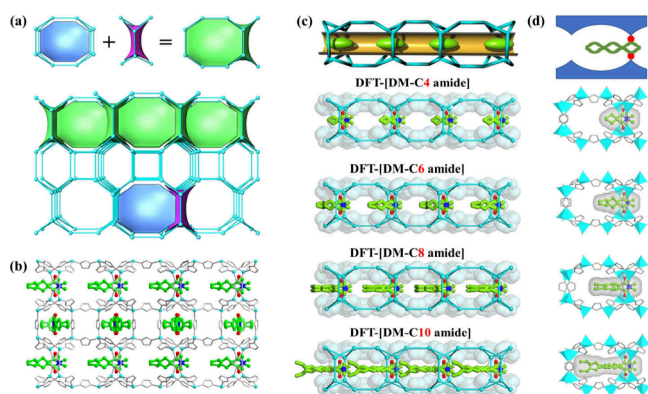 (a)
+
=
(b)
(c)
DFT-[DM-C4 amide]
DFT-[DM-C6 amide]
DFT-[DM-C8 amide]
DFT-[DM-C10 amide]
(d)